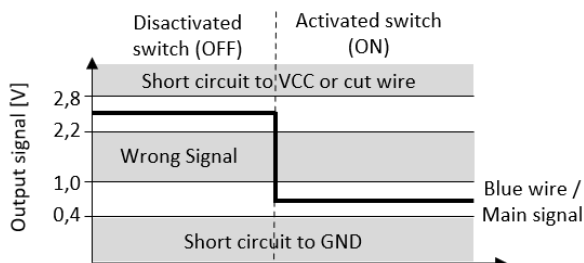 Disactivated
switch (OFF)
Activated switch
(ON)
Output signal [V]
Short circuit to VCC or cut wire
2,8
2,2
Wrong Signal
1,0
Blue wire /
Main signal
0,4
Short circuit to GND